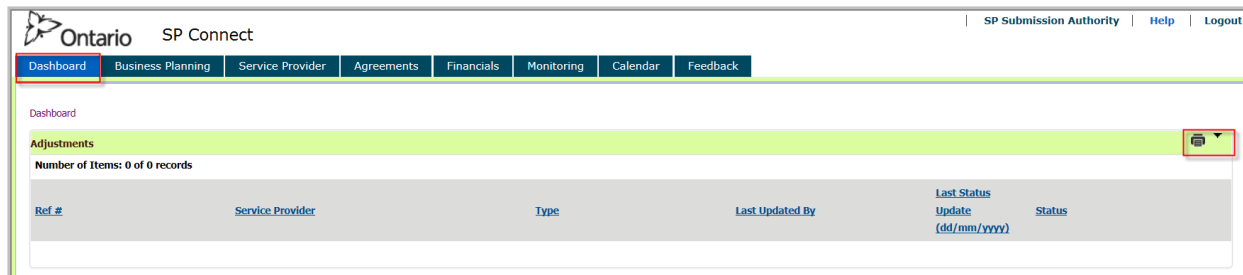 SP Submission Authority | Help | Logout
Ontario SP Connect
Dashboard Business Planning Service Provider Agreements Financials Monitoring Calendar Feedback
Dashboard
Adjustments
Number of Items: 0 of 0 records
Ref # Service Provider Type Last Updated By Last Status Update (dd/mm/yyyy) Status